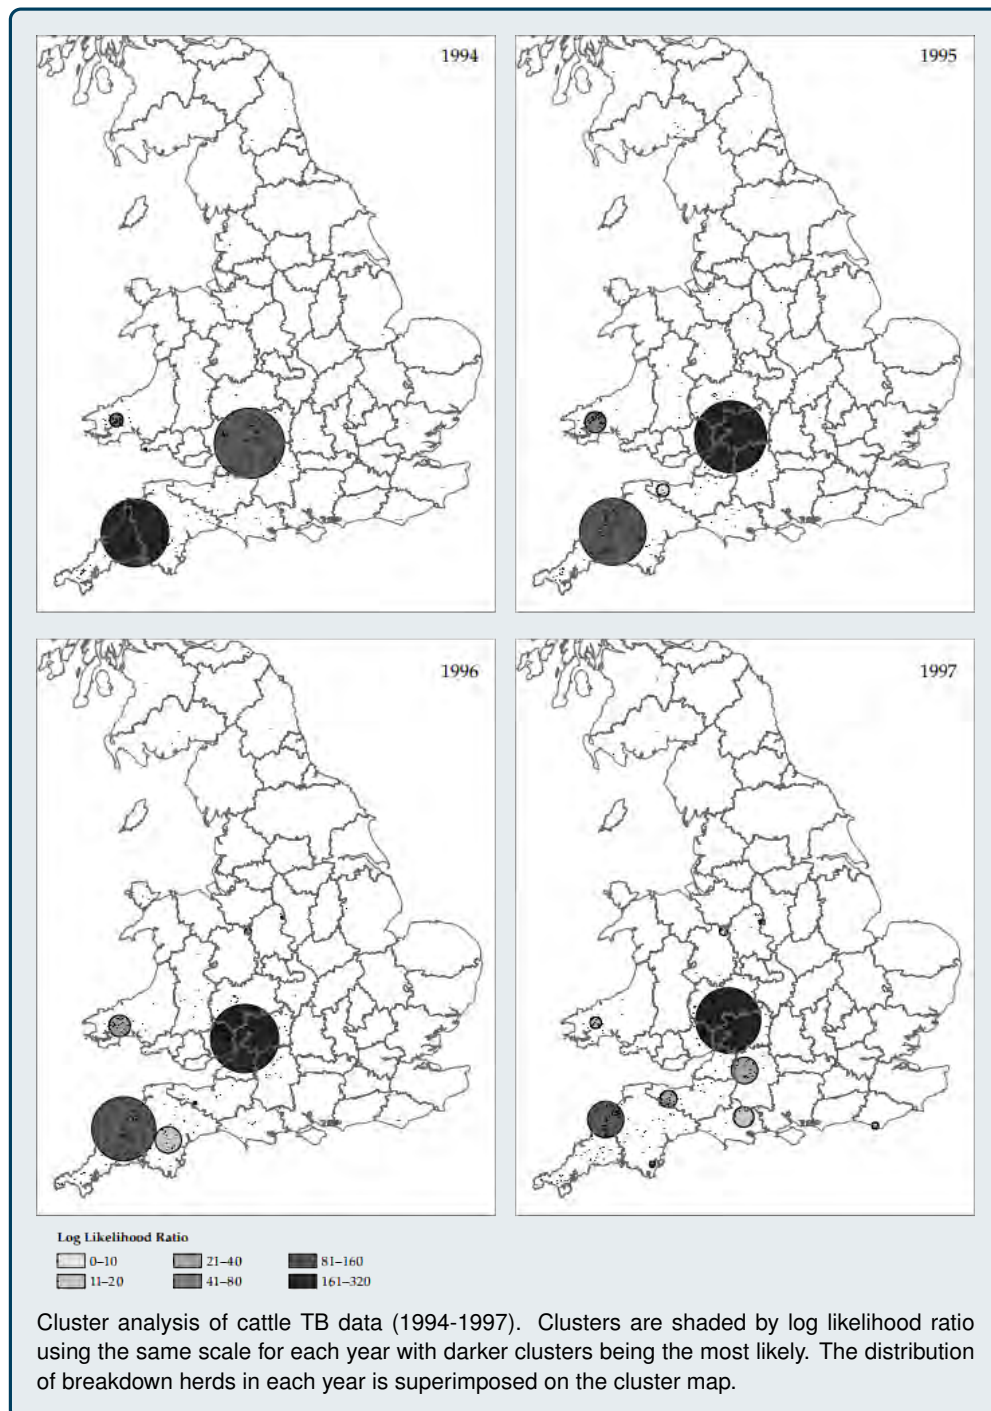 1994
1995
1996
1997
Log Likelihood Ratio
0–10
21–40
81–160
11–20
41–80
161–320
Cluster analysis of cattle TB data (1994-1997). Clusters are shaded by log likelihood ratio
using the same scale for each year with darker clusters being the most likely. The distribution
of breakdown herds in each year is superimposed on the cluster map.